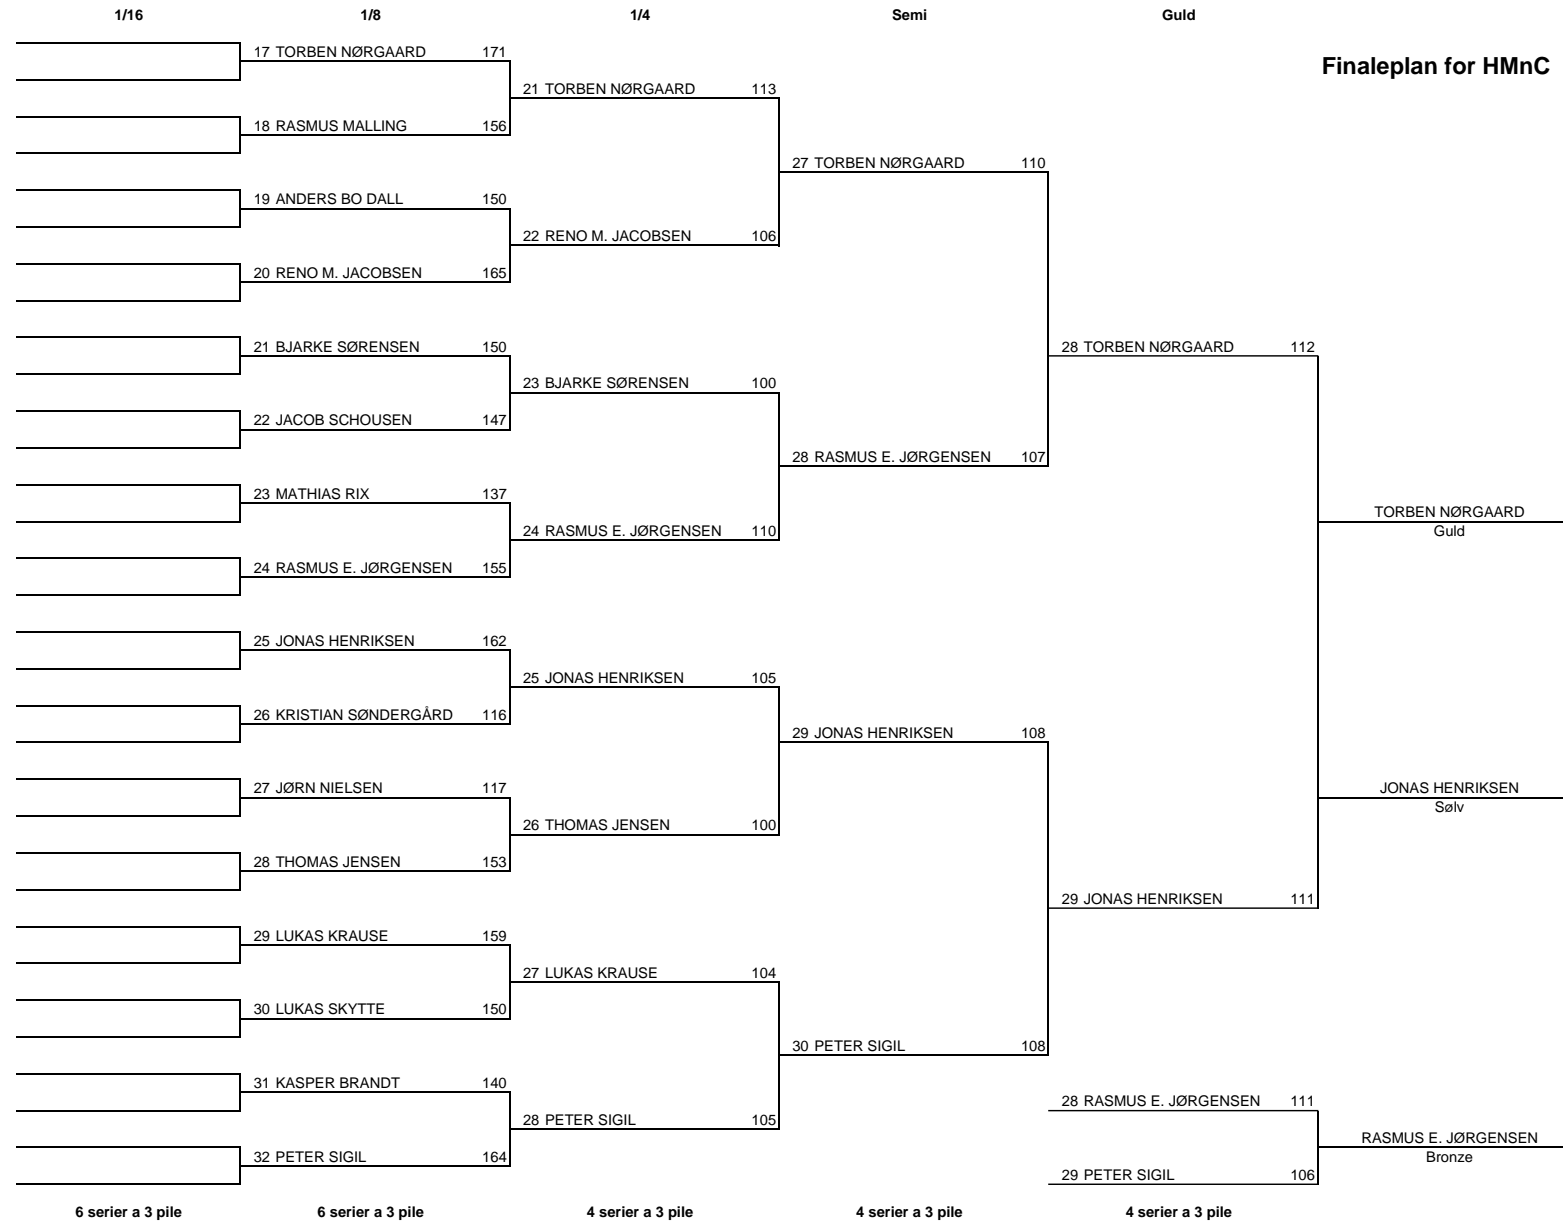 1/16 1/8 1/4 Semi Guld
Finaleplan for HMnC
17 TORBEN NØRGAARD 171
21 TORBEN NØRGAARD 113
18 RASMUS MALLING 156
27 TORBEN NØRGAARD 110
19 ANDERS BO DALL 150
22 RENO M. JACOBSEN 106
20 RENO M. JACOBSEN 165
21 BJARKE SØRENSEN 150
28 TORBEN NØRGAARD 112
23 BJARKE SØRENSEN 100
22 JACOB SCHOUSEN 147
28 RASMUS E. JØRGENSEN 107
23 MATHIAS RIX 137
TORBEN NØRGAARD
24 RASMUS E. JØRGENSEN 110
Guld
24 RASMUS E. JØRGENSEN 155
25 JONAS HENRIKSEN 162
25 JONAS HENRIKSEN 105
26 KRISTIAN SØNDERGÅRD 116
29 JONAS HENRIKSEN 108
27 JØRN NIELSEN 117
JONAS HENRIKSEN
Sølv
26 THOMAS JENSEN 100
28 THOMAS JENSEN 153
29 JONAS HENRIKSEN 111
29 LUKAS KRAUSE 159
27 LUKAS KRAUSE 104
30 LUKAS SKYTTE 150
30 PETER SIGIL 108
31 KASPER BRANDT 140
28 RASMUS E. JØRGENSEN 111
28 PETER SIGIL 105
RASMUS E. JØRGENSEN
32 PETER SIGIL 164
Bronze
29 PETER SIGIL 106
6 serier a 3 pile 6 serier a 3 pile 4 serier a 3 pile 4 serier a 3 pile 4 serier a 3 pile